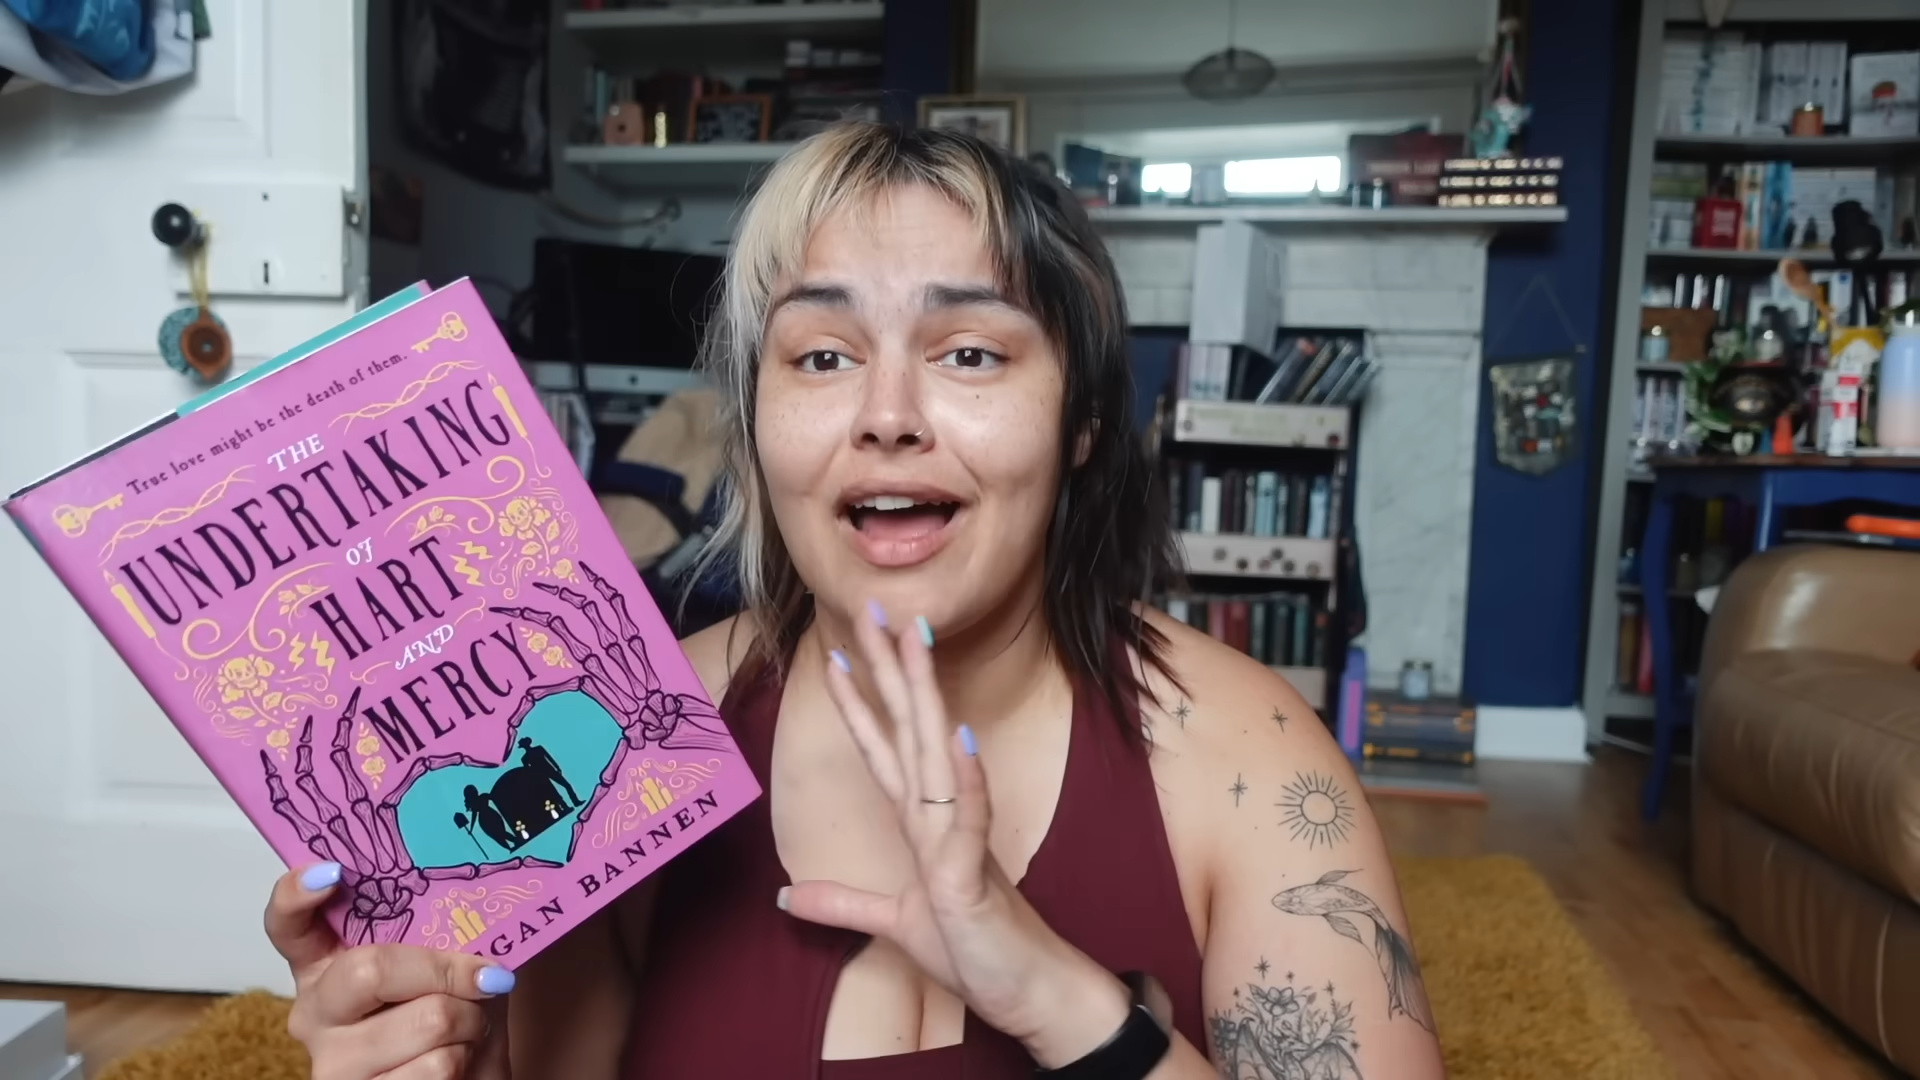 True love might be the death of them.
THE
UNDERTAKING
OF
HART
AND
MERCY
GAN BANNEN